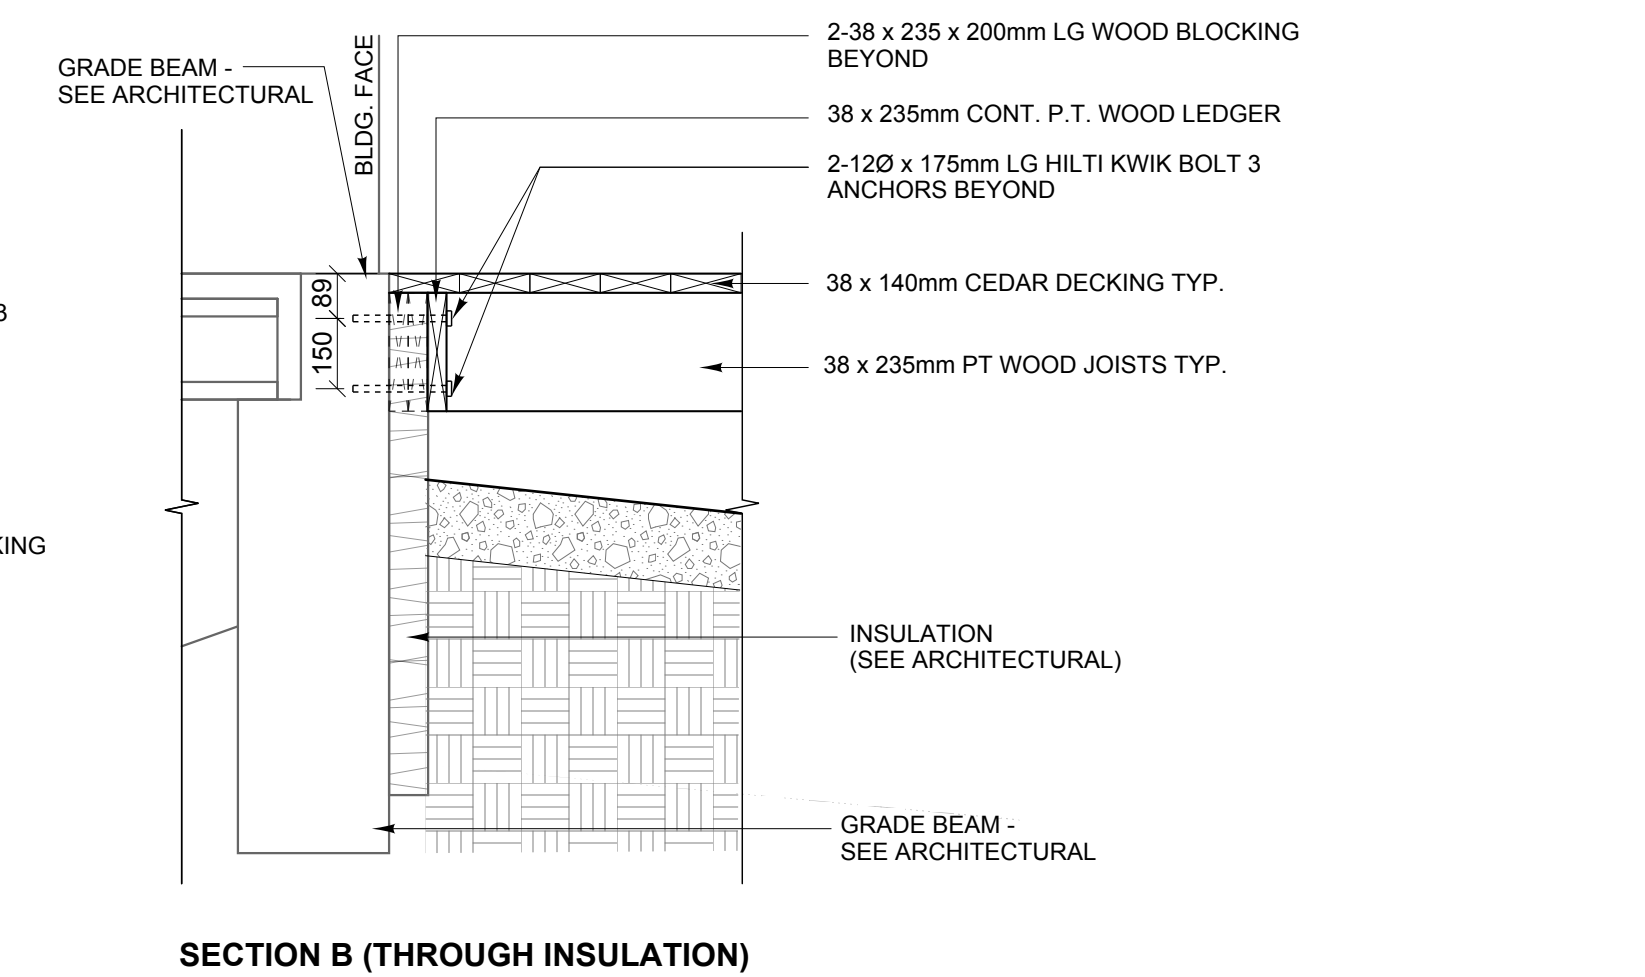 2-38 x 235 x 200mm LG WOOD BLOCKING
BEYOND
GRADE BEAM -
SEE ARCHITECTURAL
BLDG. FACE
38 x 235mm CONT. P.T. WOOD LEDGER
2-12Ø x 175mm LG HILTI KWIK BOLT 3
ANCHORS BEYOND
89
150
38 x 140mm CEDAR DECKING TYP.
38 x 235mm PT WOOD JOISTS TYP.
KING
INSULATION
(SEE ARCHITECTURAL)
GRADE BEAM -
SEE ARCHITECTURAL
SECTION B (THROUGH INSULATION)